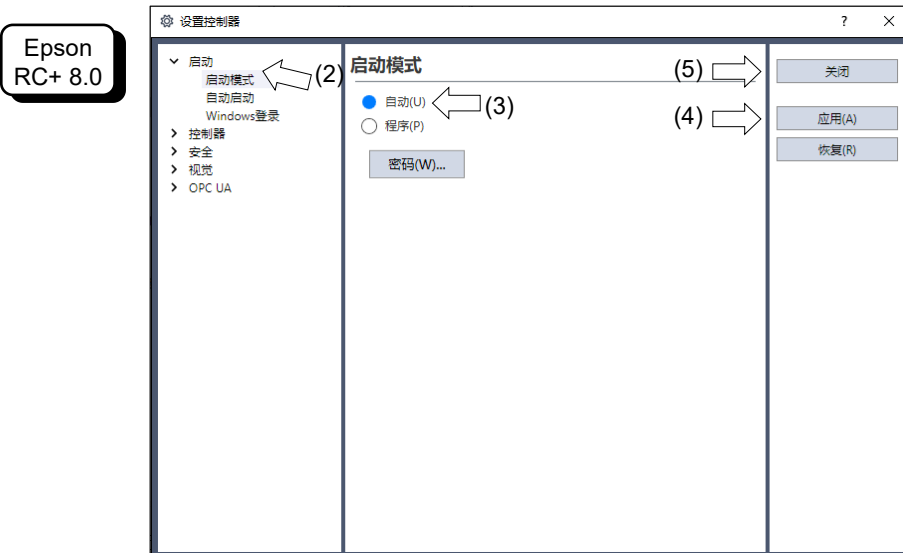 Epson
RC+ 8.0
设置控制器
?
启动
启动模式
(2)
自动启动
Windows登录
控制器
安全
视觉
OPC UA
启动模式
自动(U)
(3)
程序(P)
密码(W)...
(5)
关闭
(4)
应用(A)
恢复(R)